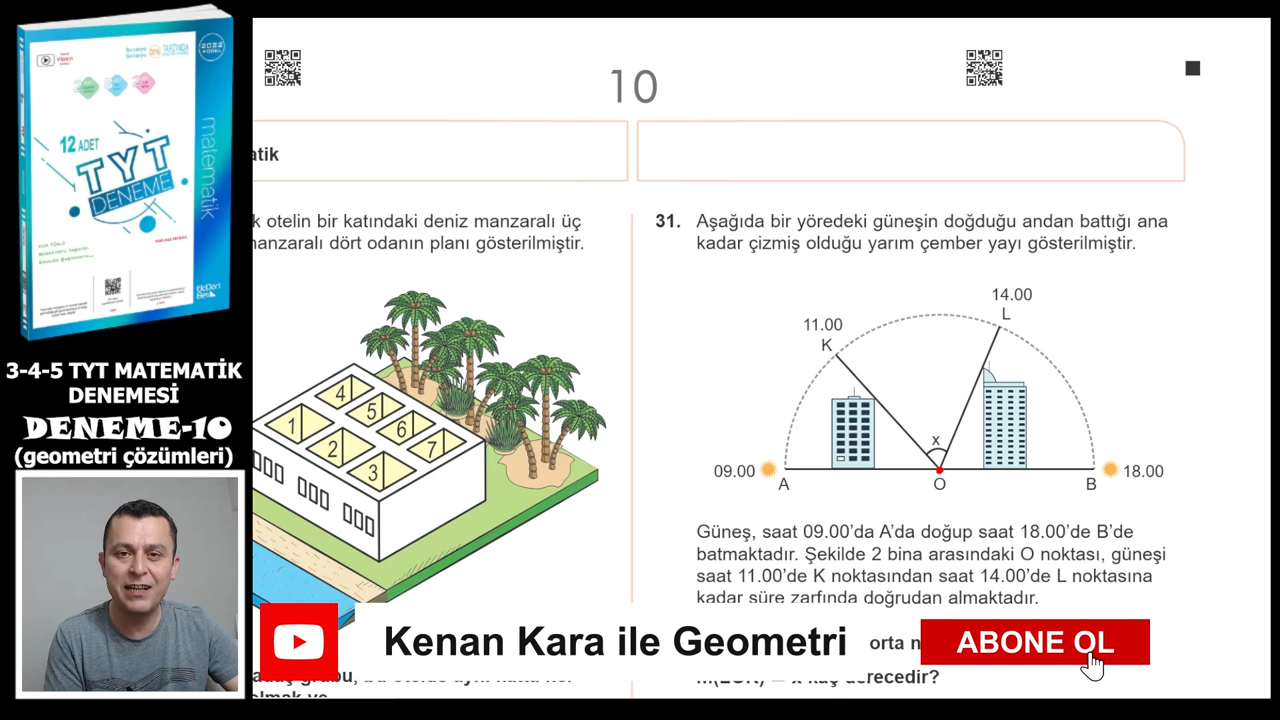 2022
TARZINDA
12 ADET
TYT
DENEME
matematik
3-4-5 TYT MATEMATİK
DENEMESİ
DENEME-10
(geometri çözümleri)
10
atik
k otelin bir katındaki deniz manzaralı üç
manzaralı dört odanın planı gösterilmiştir.
1
2
3
4
5
6
7
31. Aşağıda bir yöredeki güneşin doğduğu andan battığı ana
kadar çizmiş olduğu yarım çember yayı gösterilmiştir.
14.00
L
11.00
K
x
09.00
18.00
A
O
B
Güneş, saat 09.00'da A'da doğup saat 18.00'de B'de
batmaktadır. Şekilde 2 bina arasındaki O noktası, güneşi
saat 11.00'de K noktasından saat 14.00'de L noktasına
kadar süre zarfında doğrudan almaktadır.
orta n
Kenan Kara ile Geometri
ABONE OL
= x kaç derecedir?